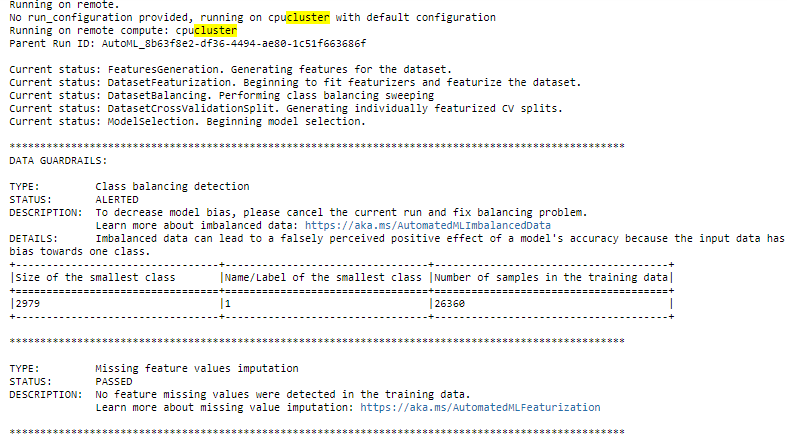 Running on remote.
No run_configuration provided, running on cpucluster with default configuration
Running on remote compute: cpucluster
Parent Run ID: AutoML_8b63f8e2-df36-4494-ae80-1c51f663686f
Current status: FeaturesGeneration. Generating features for the dataset.
Current status: DatasetFeaturization. Beginning to fit featurizers and featurize the dataset.
Current status: DatasetBalancing. Performing class balancing sweeping
Current status: DatasetCrossValidationSplit. Generating individually featurized CV splits.
Current status: ModelSelection. Beginning model selection.
****************************************************************************************************
DATA GUARDRAILS:
TYPE:         Class balancing detection
STATUS:       ALERTED
DESCRIPTION:  To decrease model bias, please cancel the current run and fix balancing problem.
              Learn more about imbalanced data: https://aka.ms/AutomatedMLImbalancedData
DETAILS:      Imbalanced data can lead to a falsely perceived positive effect of a model's accuracy because the input data has
bias towards one class.
+---------------------------------+---------------------------------+--------------------------------------+
|Size of the smallest class       |Name/Label of the smallest class |Number of samples in the training data|
+=================================+=================================+======================================+
|2979                             |1                                |26360                                 |
+---------------------------------+---------------------------------+--------------------------------------+
****************************************************************************************************
TYPE:         Missing feature values imputation
STATUS:       PASSED
DESCRIPTION:  No feature missing values were detected in the training data.
              Learn more about missing value imputation: https://aka.ms/AutomatedMLFeaturization
****************************************************************************************************